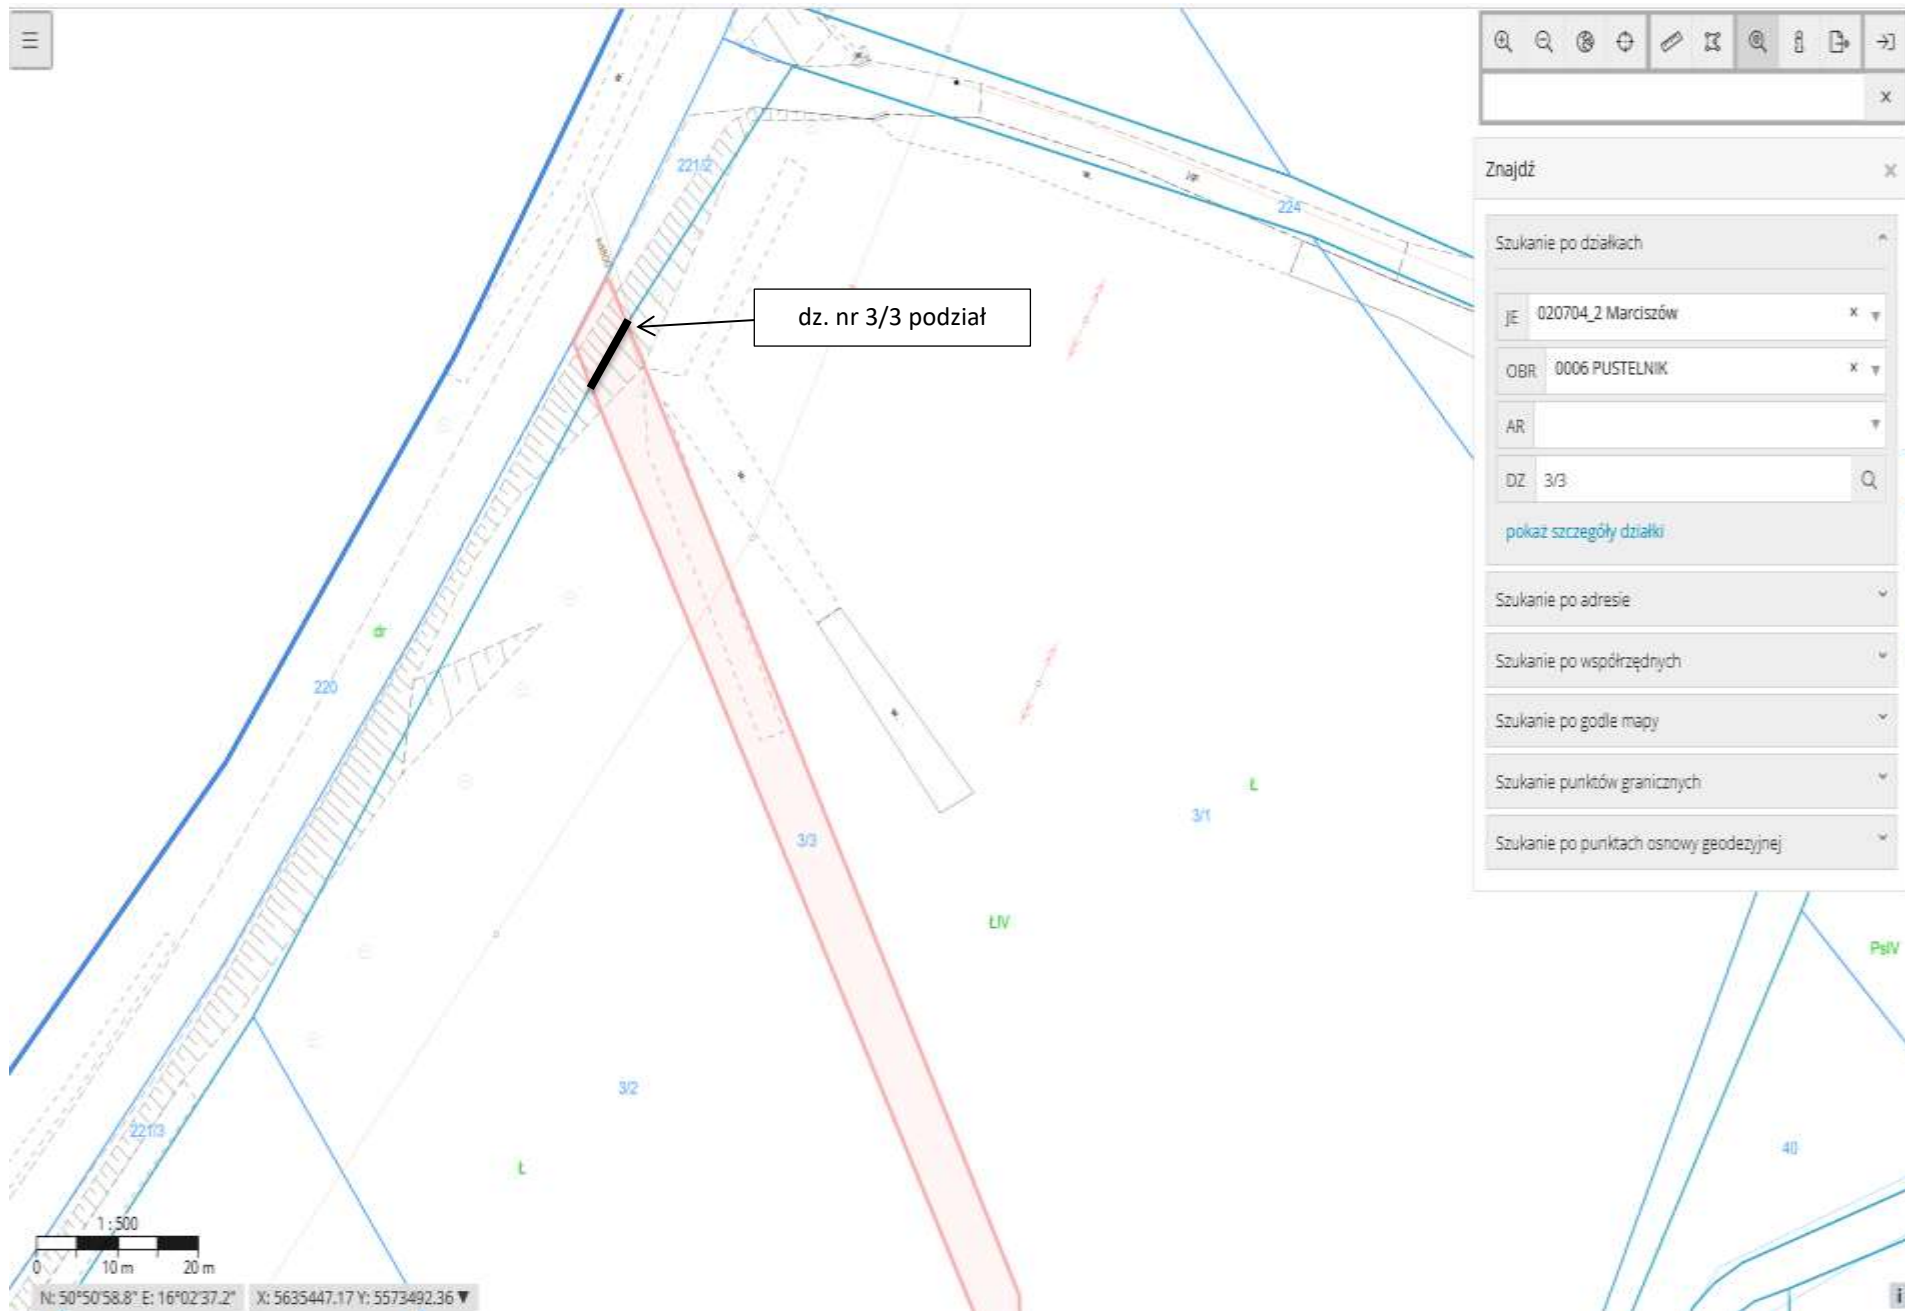 221/2
224
ks800
dz. nr 3/3 podział
dr
220
3/3
3/1
Ł
ŁIV
3/2
Ł
221/3
PsIV
40
1 : 500
0 10 m 20 m
N: 50°50'58.8" E: 16°02'37.2" X: 5635447.17 Y: 5573492.36 ▼
x
Znajdź x
Szukanie po działkach
JE 020704_2 Marciszów x
OBR 0006 PUSTELNIK x
AR
DZ 3/3
pokaż szczegóły działki
Szukanie po adresie
Szukanie po współrzędnych
Szukanie po godle mapy
Szukanie punktów granicznych
Szukanie po punktach osnowy geodezyjnej
i